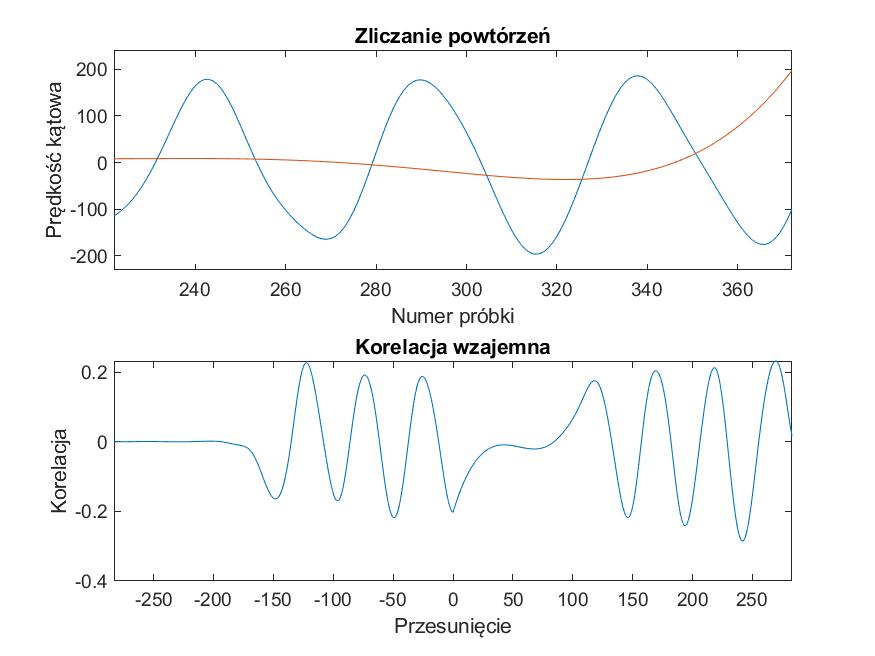 Zliczanie powtórzeń
200
100
0
-100
-200
Prędkość kątowa
240 260 280 300 320 340 360
Numer próbki
Korelacja wzajemna
0.2
0
-0.2
-0.4
Korelacja
-250 -200 -150 -100 -50 0 50 100 150 200 250
Przesunięcie